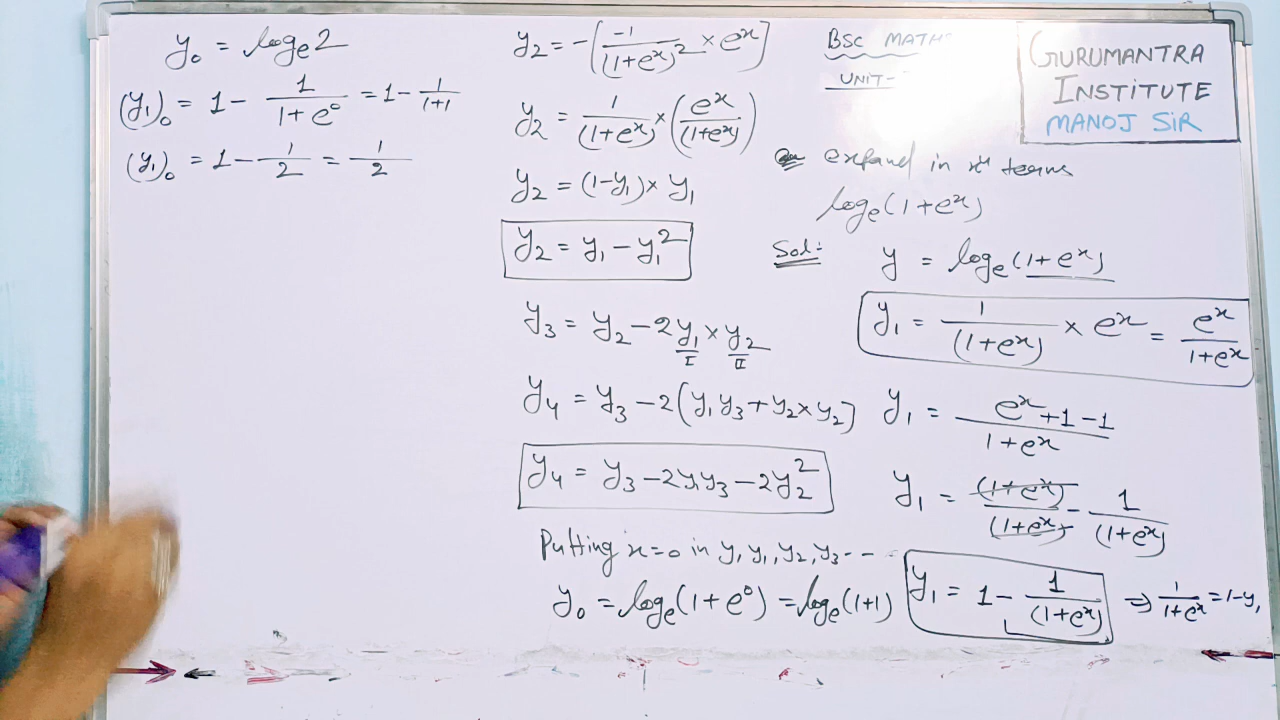 BSc MATHS
UNIT-
GURUMANTRA
INSTITUTE
MANOJ SIR
expand in xⁿ terms
logₑ(1+eˣ)
Sol:
y = logₑ(1+eˣ)
y₁ = 1/(1+eˣ) × eˣ = eˣ/1+eˣ
y₁ = eˣ+1-1/1+eˣ
y₁ = (1+eˣ)/(1+eˣ) - 1/(1+eˣ)
y₁ = 1 - 1/(1+eˣ) ⇒ 1/1+eˣ = 1-y₁
y₂ = -[-1/(1+eˣ)² × eˣ]
y₂ = 1/(1+eˣ) × (eˣ/(1+eˣ))
y₂ = (1-y₁) × y₁
y₂ = y₁ - y₁²
y₃ = y₂ - 2y₁ × y₂
I II
y₄ = y₃ - 2(y₁y₃ + y₂×y₂]
y₄ = y₃ - 2y₁y₃ - 2y₂²
Putting x=0 in y, y₁, y₂, y₃ - - -
y₀ = logₑ(1+e⁰) = logₑ(1+1)
y₀ = logₑ2
(y₁)₀ = 1 - 1/1+e⁰ = 1 - 1/1+1
(y₁)₀ = 1 - 1/2 = 1/2